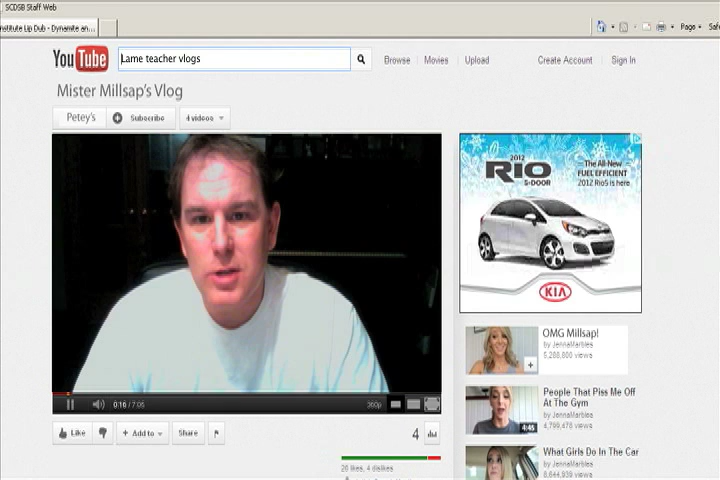 SCDSB Staff Web
nstitute Lip Dub - Dynamite an...
Page
Safe
YouTube
Lame teacher vlogs
Browse
Movies
Upload
Create Account
Sign In
Mister Millsap's Vlog
Petey's
Subscribe
4 videos
2012
RIO
5-DOOR
The All-New
FUEL EFFICIENT
2012 Rio5 is here
KIA
0:16 / 7:05
360p
Like
Add to
Share
4
26 likes, 4 dislikes
OMG Millsap!
by JennaMarbles
5,288,800 views
4:45
People That Piss Me Off
At The Gym
by JennaMarbles
4,799,478 views
What Girls Do In The Car
by JennaMarbles
8,644,939 views